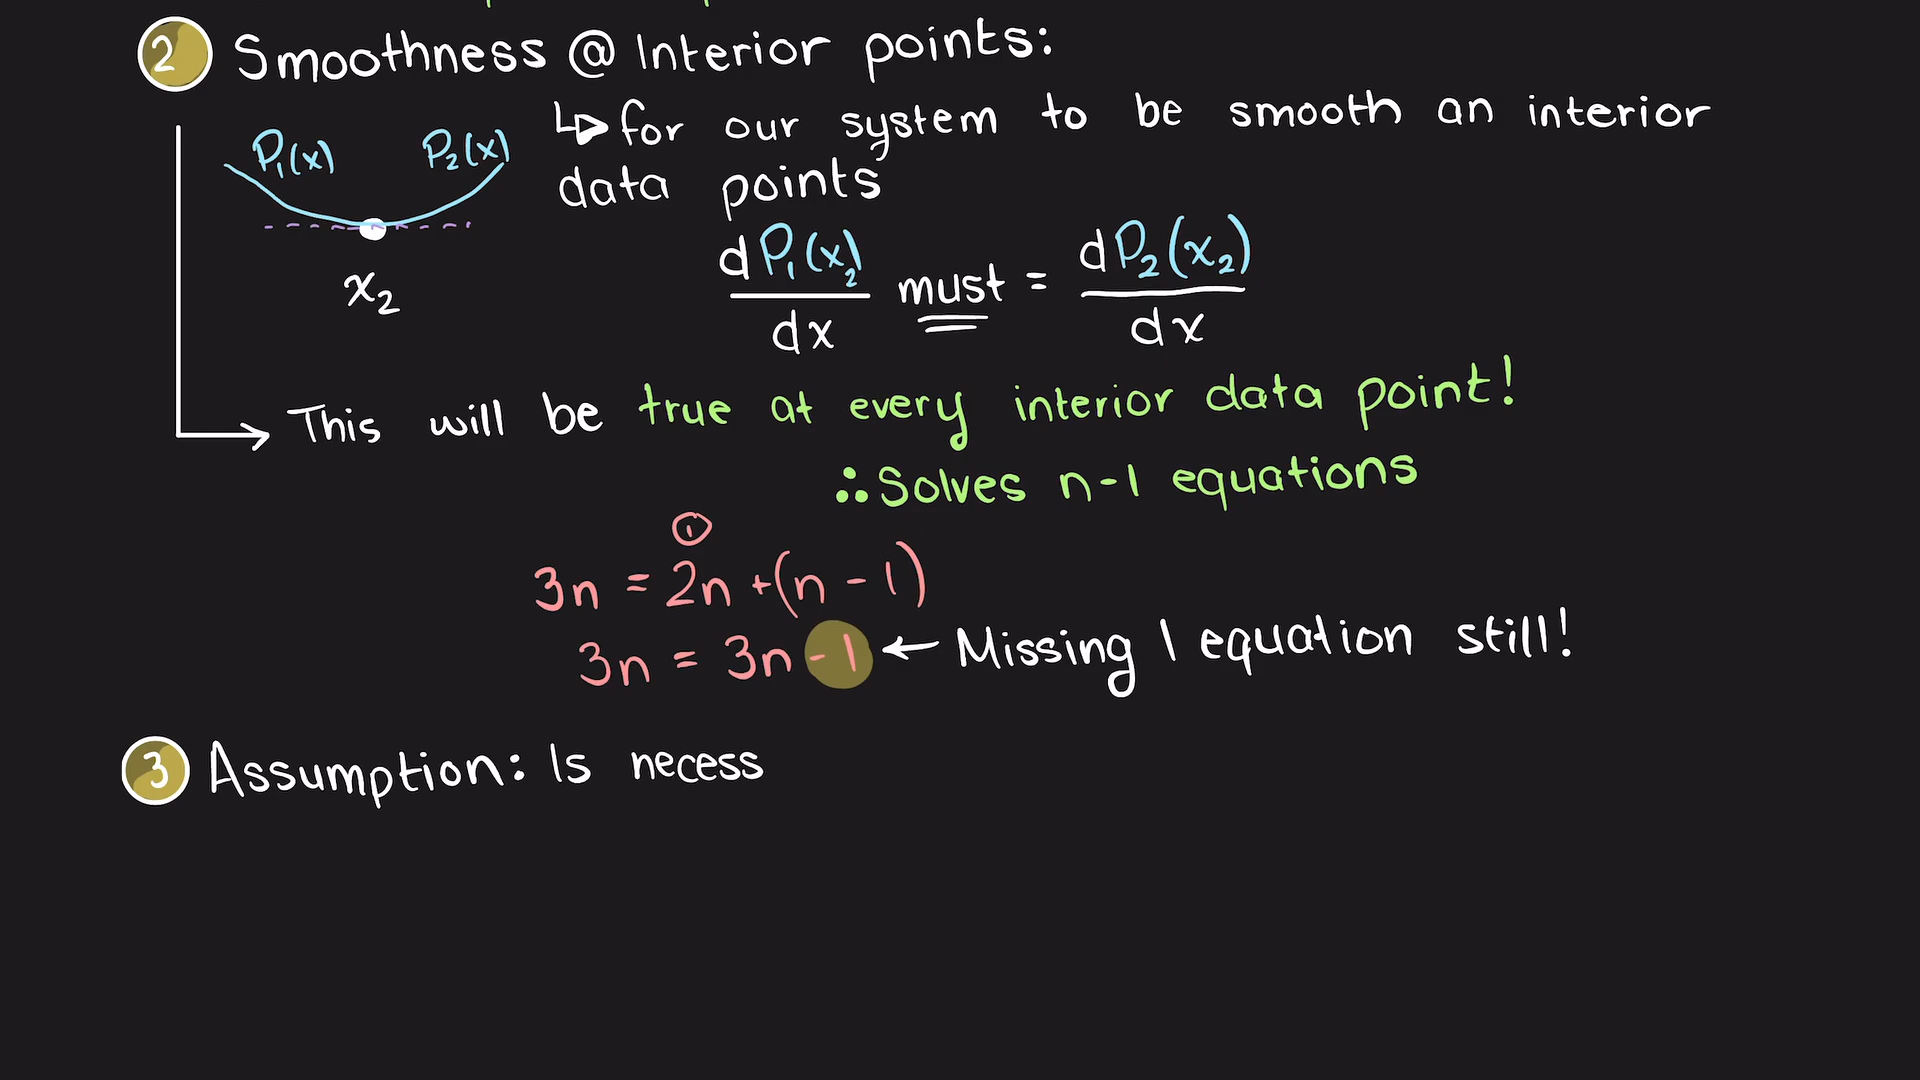 2 Smoothness @ Interior points:
P₁(x) P₂(x)
x₂
↳ for our system to be smooth an interior
data points
dP₁(x₂)/dx must = dP₂(x₂)/dx
→ This will be true at every interior data point!
∴ Solves n-1 equations
①
3n = 2n + (n - 1)
3n = 3n - 1 ← Missing 1 equation still!
3 Assumption: Is necess